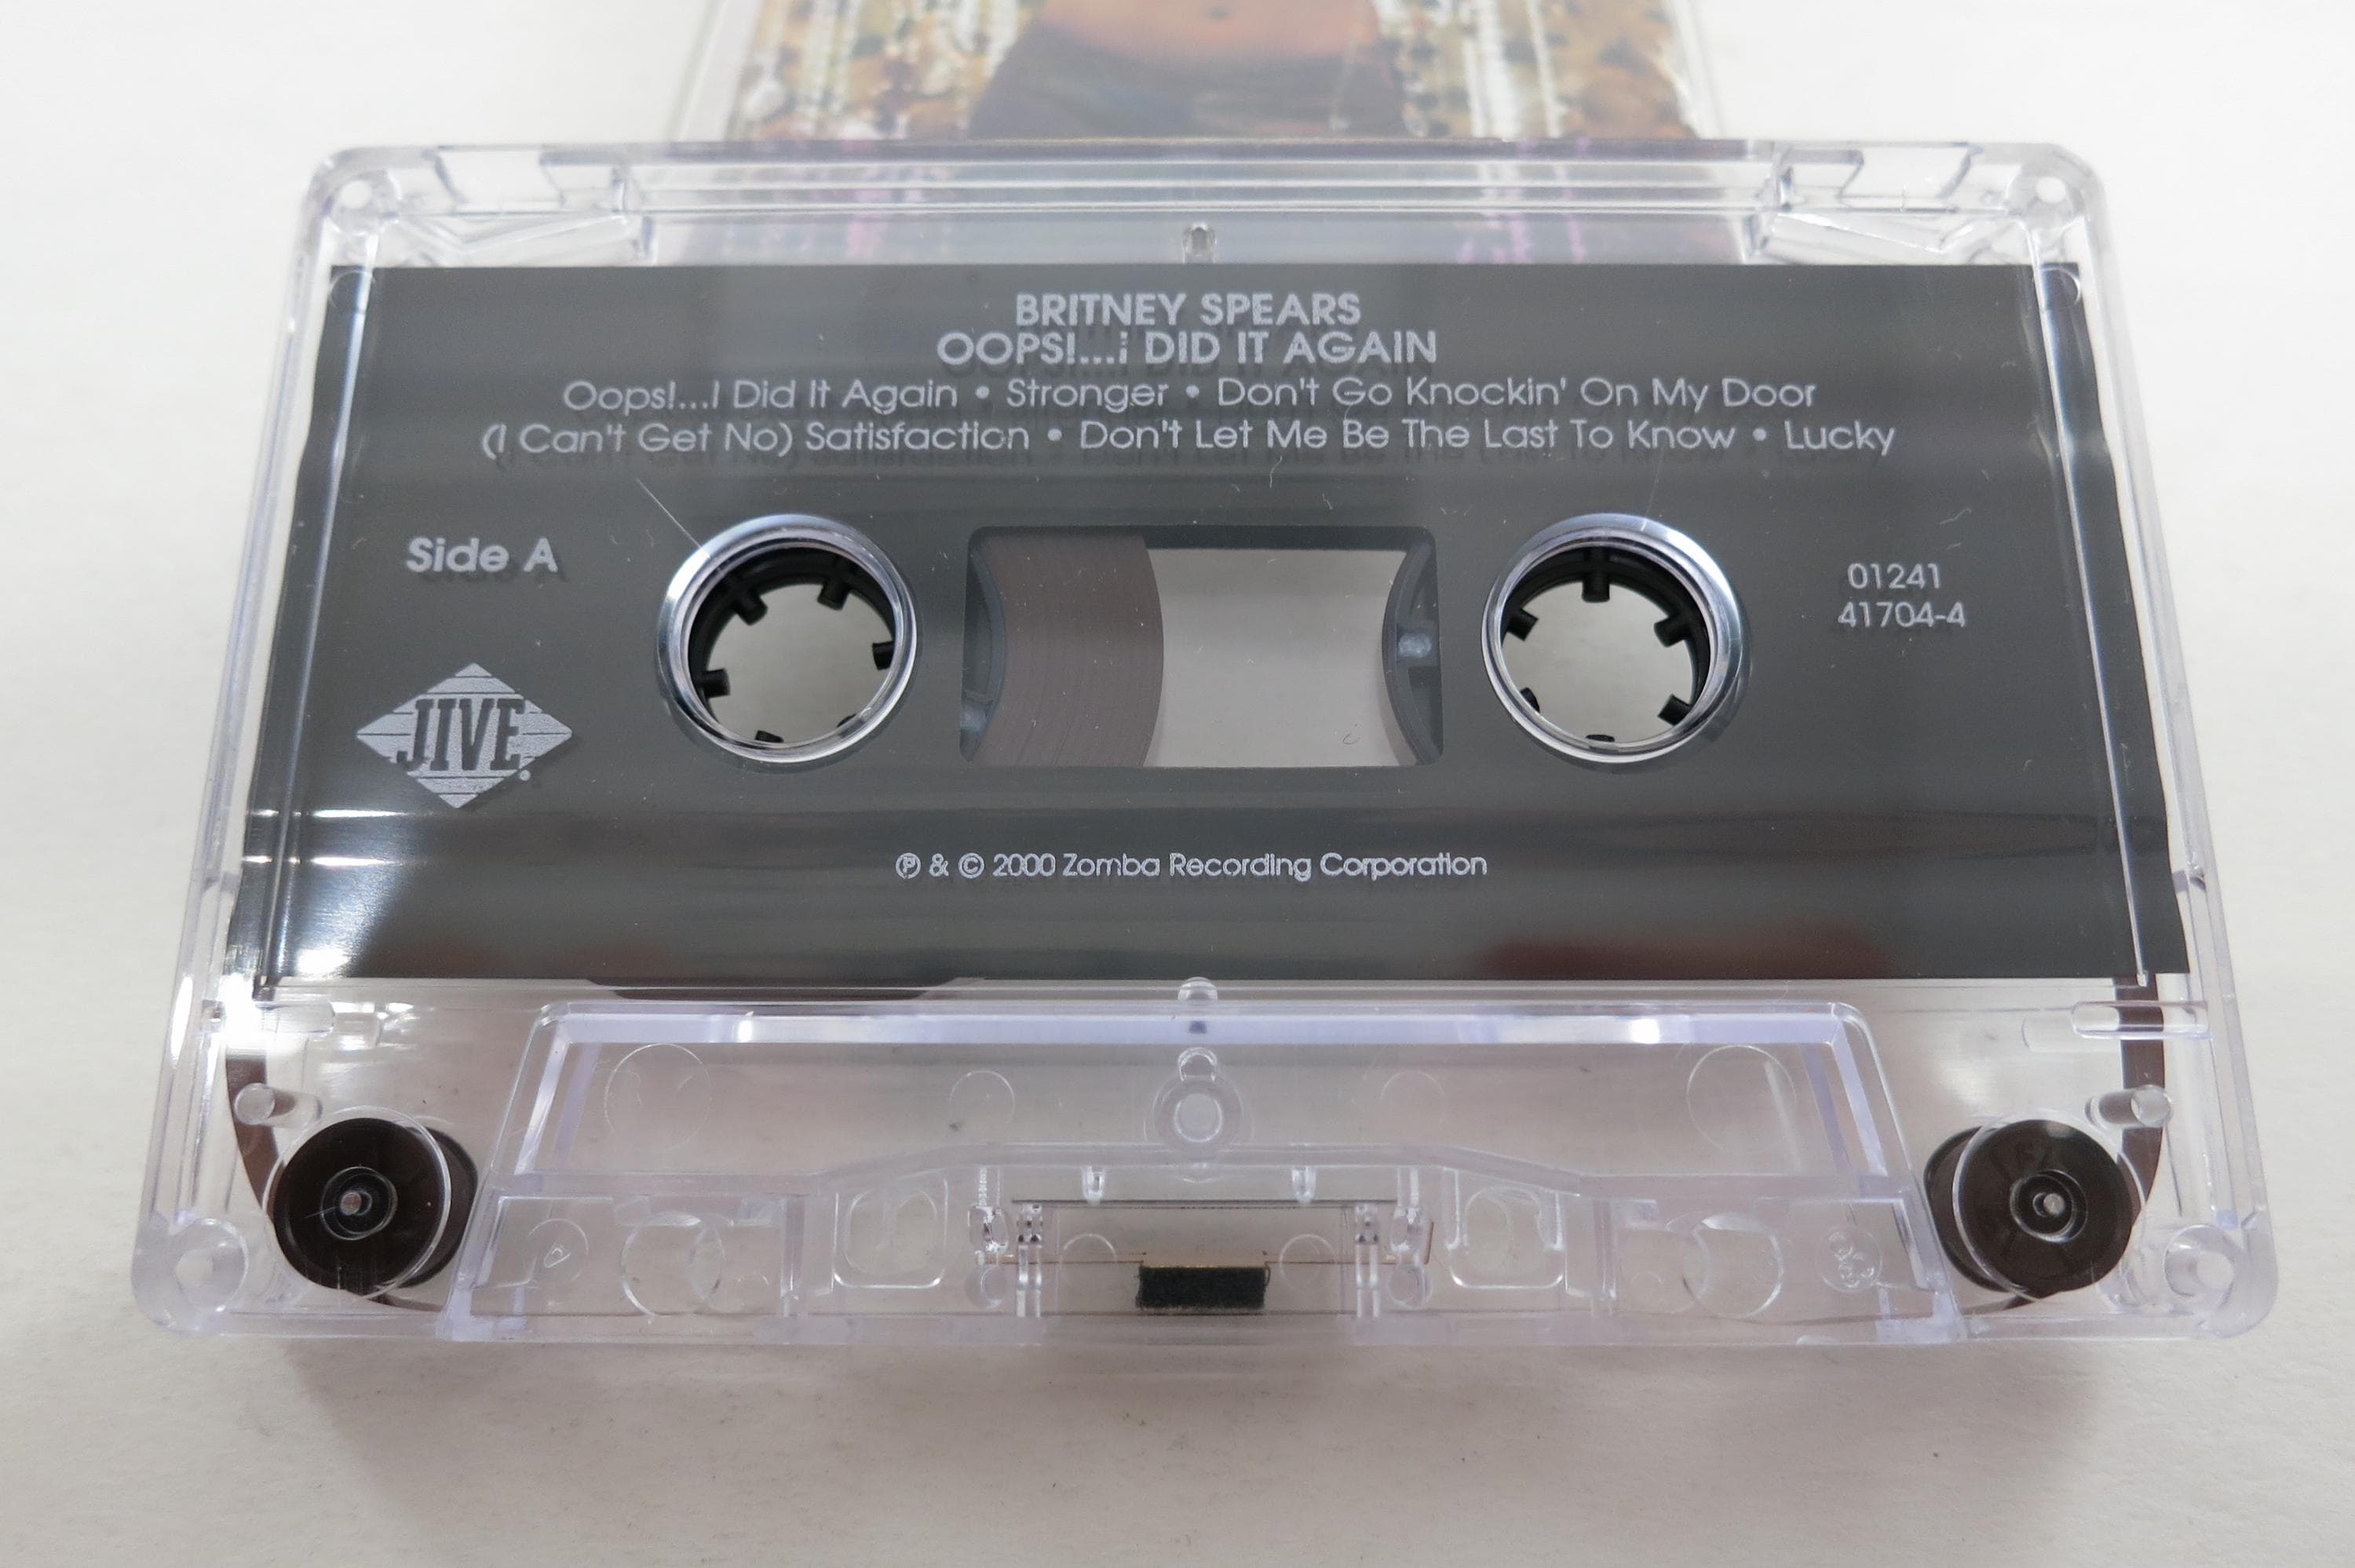 BRITNEY SPEARS
OOPS!...i DID IT AGAIN
Oops!...I Did It Again • Stronger • Don't Go Knockin' On My Door
(I Can't Get No) Satisfaction • Don't Let Me Be The Last To Know • Lucky
Side A
01241
41704-4
JIVE
℗ & © 2000 Zomba Recording Corporation